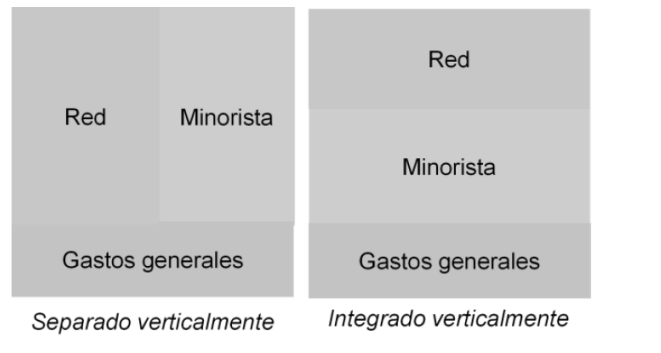 Red
Minorista
Gastos generales
Separado verticalmente
Red
Minorista
Gastos generales
Integrado verticalmente